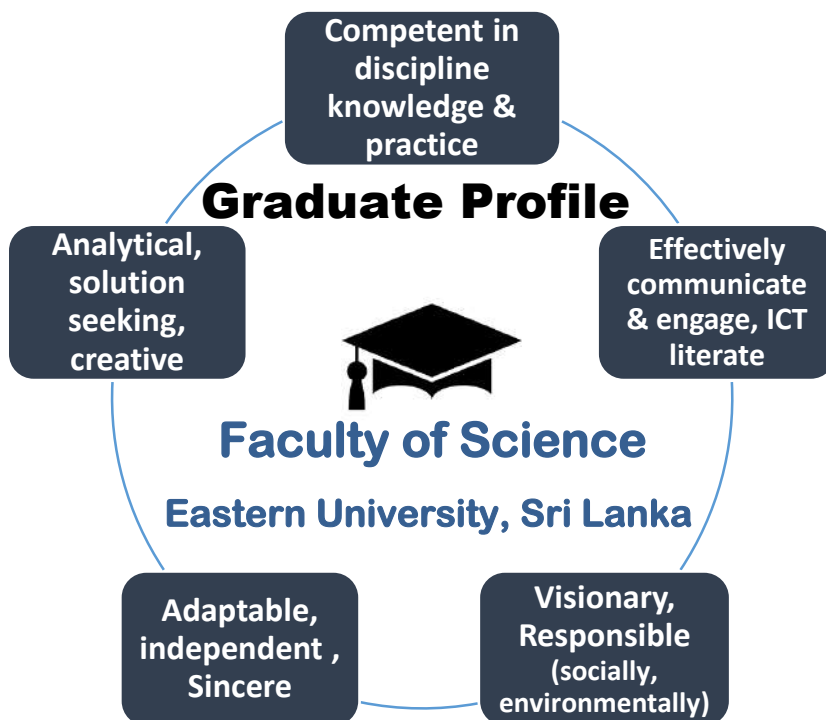 Competent in
discipline
knowledge &
practice
Graduate Profile
Analytical,
solution
seeking,
creative
Effectively
communicate
& engage, ICT
literate
Faculty of Science
Eastern University, Sri Lanka
Adaptable,
independent ,
Sincere
Visionary,
Responsible
(socially,
environmentally)